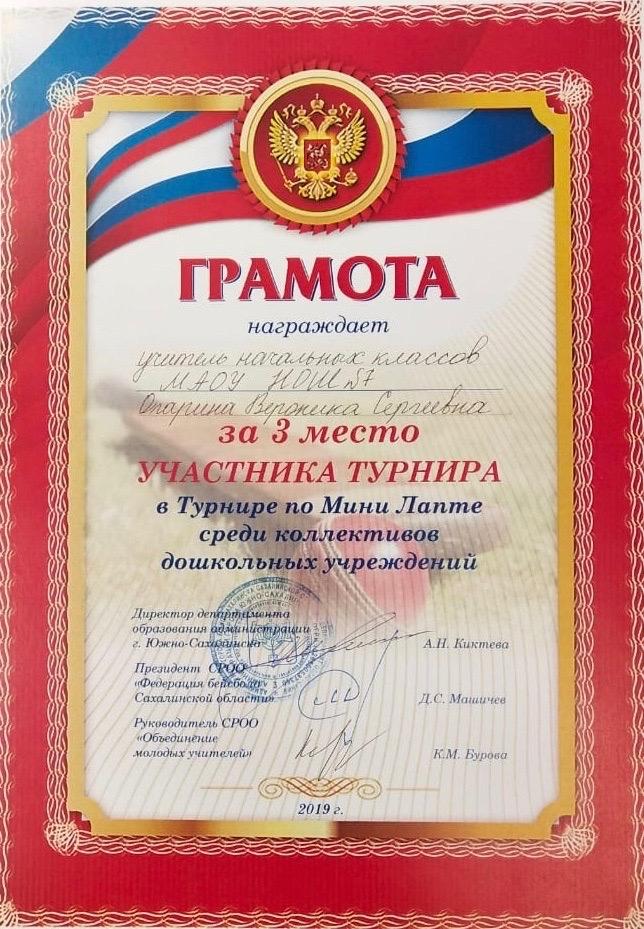 ГРАМОТА
награждает
учитель начальных классов
МАОУ НОШ №7
Опарина Вероника Сергеевна
за 3 место
УЧАСТНИКА ТУРНИРА
в Турнире по Мини Лапте
среди коллективов
дошкольных учреждений
Директор департамента
образования администрации
г. Южно-Сахалинска
А.Н. Киктева
Президент СРОО
«Федерация бейсбола
Сахалинской области»
Д.С. Машичев
Руководитель СРОО
«Объединение
молодых учителей»
К.М. Бурова
2019 г.